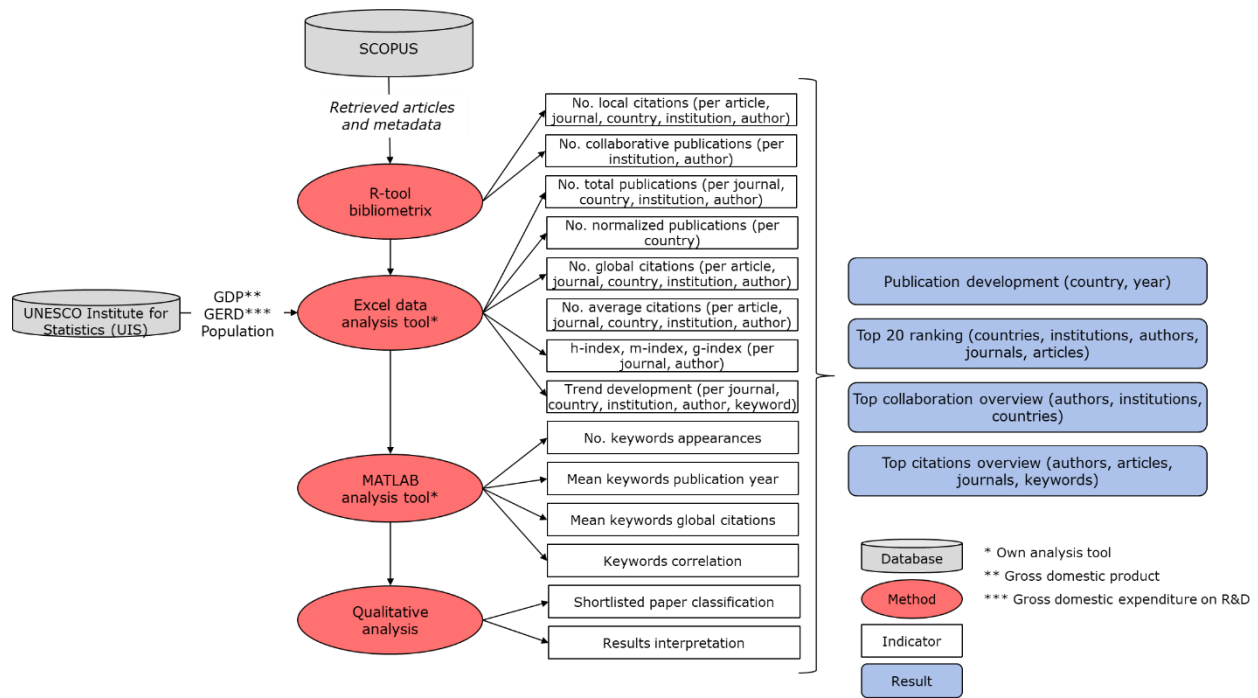 SCOPUS
Retrieved articles
and metadata
R-tool
bibliometrix
UNESCO Institute for
Statistics (UIS)
GDP**
GERD***
Population
Excel data
analysis tool*
MATLAB
analysis tool*
Qualitative
analysis
No. local citations (per article,
journal, country, institution, author)
No. collaborative publications (per
institution, author)
No. total publications (per journal,
country, institution, author)
No. normalized publications (per
country)
No. global citations (per article,
journal, country, institution, author)
No. average citations (per article,
journal, country, institution, author)
h-index, m-index, g-index (per
journal, author)
Trend development (per journal,
country, institution, author, keyword)
No. keywords appearances
Mean keywords publication year
Mean keywords global citations
Keywords correlation
Shortlisted paper classification
Results interpretation
Publication development (country, year)
Top 20 ranking (countries, institutions, authors,
journals, articles)
Top collaboration overview (authors, institutions,
countries)
Top citations overview (authors, articles,
journals, keywords)
Database
Method
Indicator
Result
* Own analysis tool
** Gross domestic product
*** Gross domestic expenditure on R&D